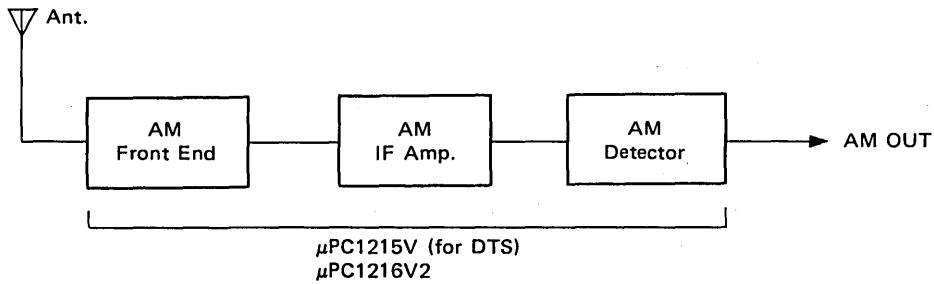 Ant.
AM
Front End
AM
IF Amp.
AM
Detector
AM OUT
μPC1215V (for DTS)
μPC1216V2